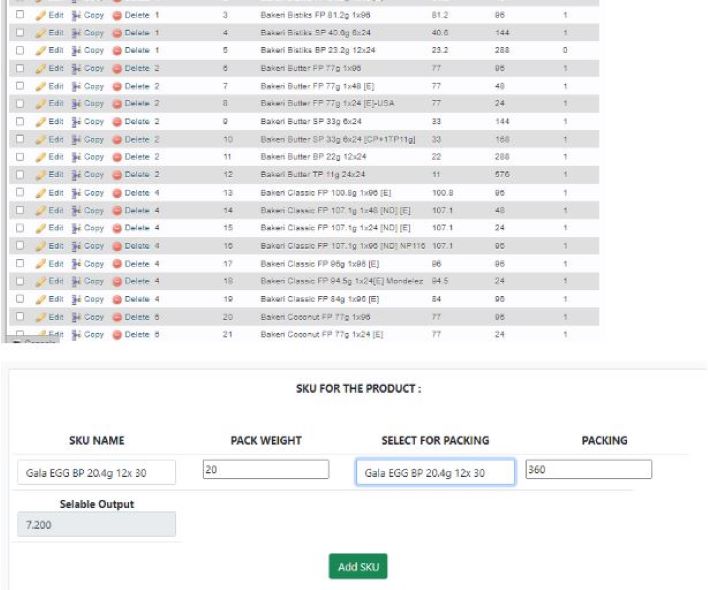 Edit Copy Delete 1 3 Bakeri Bistiks FP 81.2g 1x96 81.2 96 1
Edit Copy Delete 1 4 Bakeri Bistiks SP 40.6g 6x24 40.6 144 1
Edit Copy Delete 1 5 Bakeri Bistiks BP 23.2g 12x24 23.2 288 0
Edit Copy Delete 2 6 Bakeri Butter FP 77g 1x96 77 96 1
Edit Copy Delete 2 7 Bakeri Butter FP 77g 1x48 [E] 77 48 1
Edit Copy Delete 2 8 Bakeri Butter FP 77g 1x24 [E]-USA 77 24 1
Edit Copy Delete 2 9 Bakeri Butter SP 33g 6x24 33 144 1
Edit Copy Delete 2 10 Bakeri Butter SP 33g 6x24 [CP+1TP11g] 33 168 1
Edit Copy Delete 2 11 Bakeri Butter BP 22g 12x24 22 288 1
Edit Copy Delete 2 12 Bakeri Butter TP 11g 24x24 11 576 1
Edit Copy Delete 4 13 Bakeri Classic FP 100.8g 1x96 [E] 100.8 96 1
Edit Copy Delete 4 14 Bakeri Classic FP 107.1g 1x48 [ND] [E] 107.1 48 1
Edit Copy Delete 4 15 Bakeri Classic FP 107.1g 1x24 [ND] [E] 107.1 24 1
Edit Copy Delete 4 16 Bakeri Classic FP 107.1g 1x96 [ND] NP116 107.1 96 1
Edit Copy Delete 4 17 Bakeri Classic FP 96g 1x96 [E] 96 96 1
Edit Copy Delete 4 18 Bakeri Classic FP 94.5g 1x24[E] Mondelez 94.5 24 1
Edit Copy Delete 4 19 Bakeri Classic FP 84g 1x96 [E] 84 96 1
Edit Copy Delete 6 20 Bakeri Coconut FP 77g 1x96 77 96 1
Edit Copy Delete 6 21 Bakeri Coconut FP 77g 1x24 [E] 77 24 1
Console
SKU FOR THE PRODUCT :
SKU NAME PACK WEIGHT SELECT FOR PACKING PACKING
Gala EGG BP 20.4g 12x 30 20 Gala EGG BP 20.4g 12x 30 360
Selable Output
7.200
Add SKU